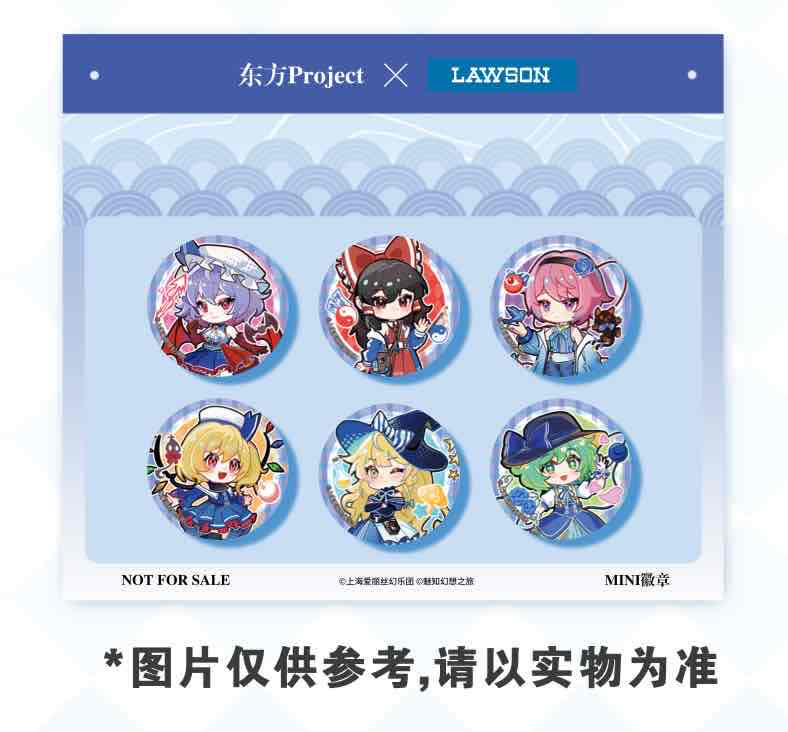 东方Project × LAWSON
NOT FOR SALE
©上海爱丽丝幻乐团 ©魅知幻想之旅
MINI徽章
*图片仅供参考,请以实物为准